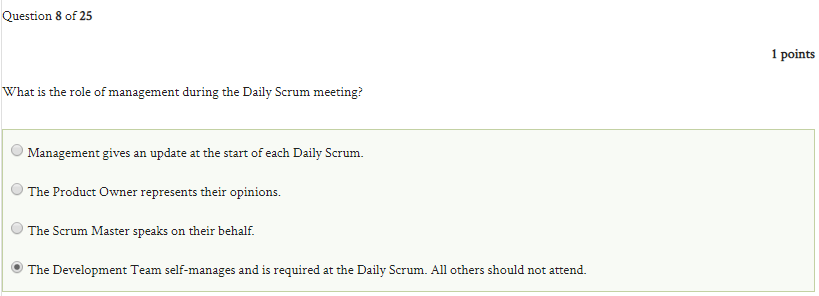 Question 8 of 25
1 points
What is the role of management during the Daily Scrum meeting?
Management gives an update at the start of each Daily Scrum.
The Product Owner represents their opinions.
The Scrum Master speaks on their behalf.
The Development Team self-manages and is required at the Daily Scrum. All others should not attend.